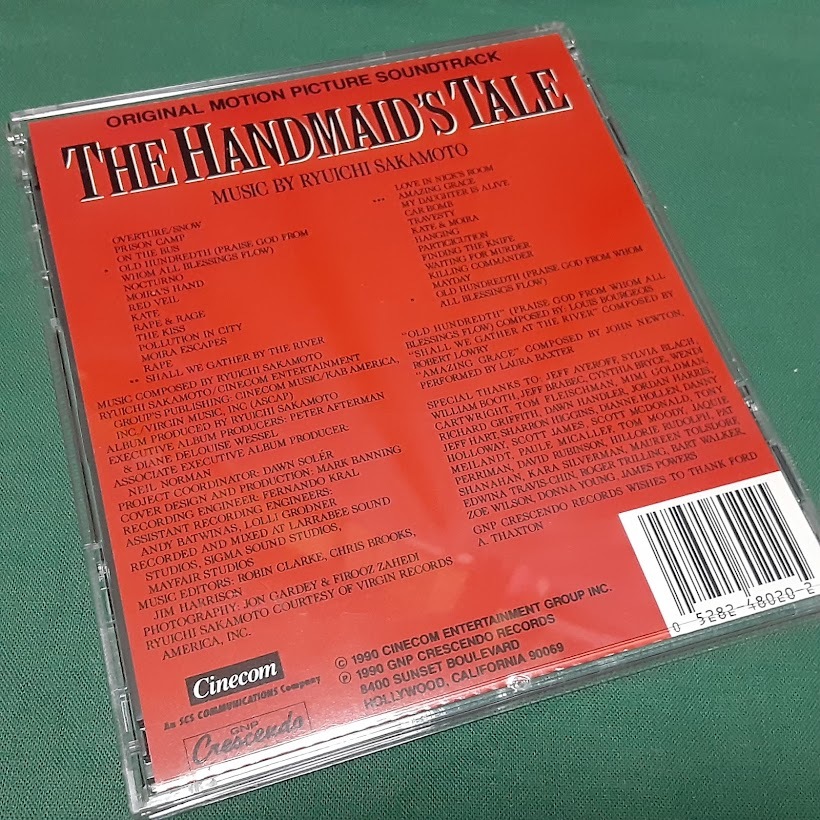 ORIGINAL MOTION PICTURE SOUNDTRACK
THE HANDMAID'S TALE
MUSIC BY RYUICHI SAKAMOTO
OVERTURE/SNOW
PRISON CAMP
ON THE BUS
* OLD HUNDREDTH (PRAISE GOD FROM
WHOM ALL BLESSINGS FLOW)
NOCTURNO
MOIRA'S HAND
RED VEIL
KATE
RAPE & RAGE
THE KISS
POLLUTION IN CITY
MOIRA ESCAPES
RAPE
** SHALL WE GATHER BY THE RIVER
MUSIC COMPOSED BY RYUICHI SAKAMOTO
RYUICHI SAKAMOTO/CINECOM ENTERTAINMENT
GROUP'S PUBLISHING: CINECOM MUSIC/KAB AMERICA,
INC./VIRGIN MUSIC, INC (ASCAP)
ALBUM PRODUCED BY RYUICHI SAKAMOTO
EXECUTIVE ALBUM PRODUCERS: PETER AFTERMAN
& DIANE DELOUISE WESSEL
ASSOCIATE EXECUTIVE ALBUM PRODUCER:
NEIL NORMAN
PROJECT COORDINATOR: DAWN SOLÉR
COVER DESIGN AND PRODUCTION: MARK BANNING
RECORDING ENGINEER: FERNANDO KRAL
ASSISTANT RECORDING ENGINEERS:
ANDY BATWINAS, LOLLI GRODNER
RECORDED AND MIXED AT LARRABEE SOUND
STUDIOS, SIGMA SOUND STUDIOS,
MAYFAIR STUDIOS
MUSIC EDITORS: ROBIN CLARKE, CHRIS BROOKS,
JIM HARRISON
PHOTOGRAPHY: JON GARDEY & FIROOZ ZAHEDI
RYUICHI SAKAMOTO COURTESY OF VIRGIN RECORDS
AMERICA, INC.
LOVE IN NICK'S ROOM
*** AMAZING GRACE
MY DAUGHTER IS ALIVE
CAR BOMB
TRAVESTY
KATE & MOIRA
HANGING
PARTICICUTION
FINDING THE KNIFE
WAITING FOR MURDER
KILLING COMMANDER
MAYDAY
* OLD HUNDREDTH (PRAISE GOD FROM WHOM
ALL BLESSINGS FLOW)
"OLD HUNDREDTH" (PRAISE GOD FROM WHOM ALL
BLESSINGS FLOW) COMPOSED BY: LOUIS BOURGEOIS
"SHALL WE GATHER AT THE RIVER" COMPOSED BY
ROBERT LOWRY
"AMAZING GRACE" COMPOSED BY JOHN NEWTON,
PERFORMED BY LAURA BAXTER
SPECIAL THANKS TO: JEFF AYEROFF, SYLVIA BLACH,
WILLIAM BOOTH, JEFF BRABEC, CYNTHIA BRUCE, WENDI
CARTWRIGHT, TOM FLEISCHMAN, MIMI GOLDMAN,
RICHARD GRIFFITH, DAWN HANDLES, JORDAN HARRIS,
JEFF HART, SHARRON HIGGINS, DIANNE HOLLES, DANNY
HOLLOWAY, SCOTT JAMES, SCOTT MCDONALD, TONY
MEILANDT, PAULE MICALLEF, TOM MOODY, JAQUIE
PERRYMAN, DAVID RUBINSON, HILLORIE RUDOLPH, PAT
SHANAHAN, KARA SILVERMAN, MAUREEN TOLSDORF,
EDWINA TRAVIS-CHIN, ROGER TRILLING, BART WALKER,
ZOE WILSON, DONNA YOUNG, JAMES POWERS
GNP CRESCENDO RECORDS WISHES TO THANK FORD
A. THAXTON
0 5282-48020-2
Cinecom
An SCS COMMUNICATIONS Company
GNP
Crescendo
© 1990 CINECOM ENTERTAINMENT GROUP INC.
℗ 1990 GNP CRESCENDO RECORDS
8400 SUNSET BOULEVARD
HOLLYWOOD, CALIFORNIA 90069